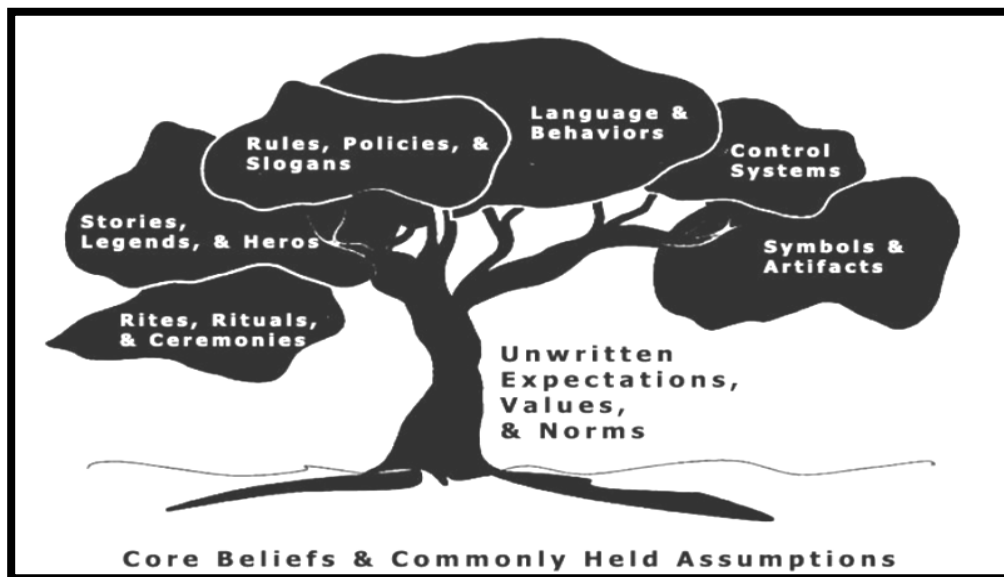 Language &
Behaviors
Rules, Policies, &
Slogans
Control
Systems
Stories,
Legends, & Heros
Symbols &
Artifacts
Rites, Rituals,
& Ceremonies
Unwritten
Expectations,
Values,
& Norms
Core Beliefs & Commonly Held Assumptions